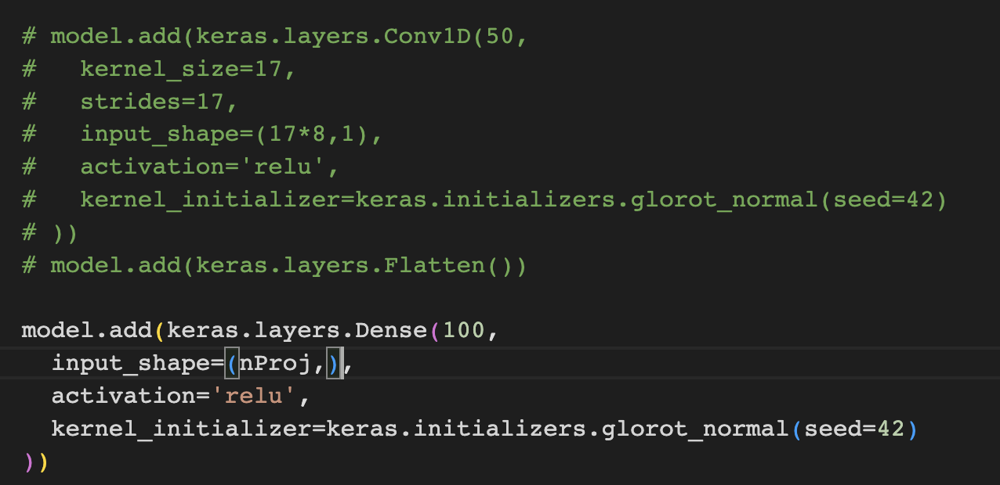 # model.add(keras.layers.Conv1D(50,
#   kernel_size=17,
#   strides=17,
#   input_shape=(17*8,1),
#   activation='relu',
#   kernel_initializer=keras.initializers.glorot_normal(seed=42)
# ))
# model.add(keras.layers.Flatten())

model.add(keras.layers.Dense(100,
  input_shape=(nProj,),
  activation='relu',
  kernel_initializer=keras.initializers.glorot_normal(seed=42)
))